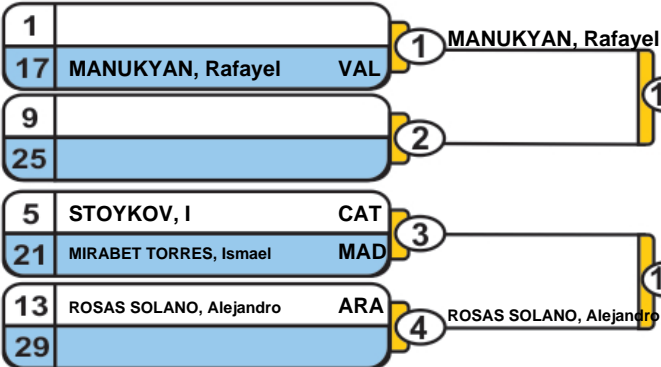 1
17 MANUKYAN, Rafayel VAL
1 MANUKYAN, Rafayel
9
25
2
5 STOYKOV, I CAT
21 MIRABET TORRES, Ismael MAD
3
13 ROSAS SOLANO, Alejandro ARA
29
4 ROSAS SOLANO, Alejandro